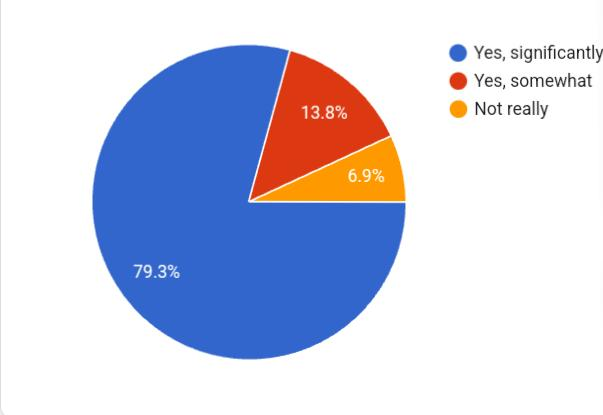 Yes, significantly
Yes, somewhat
Not really
13.8%
6.9%
79.3%